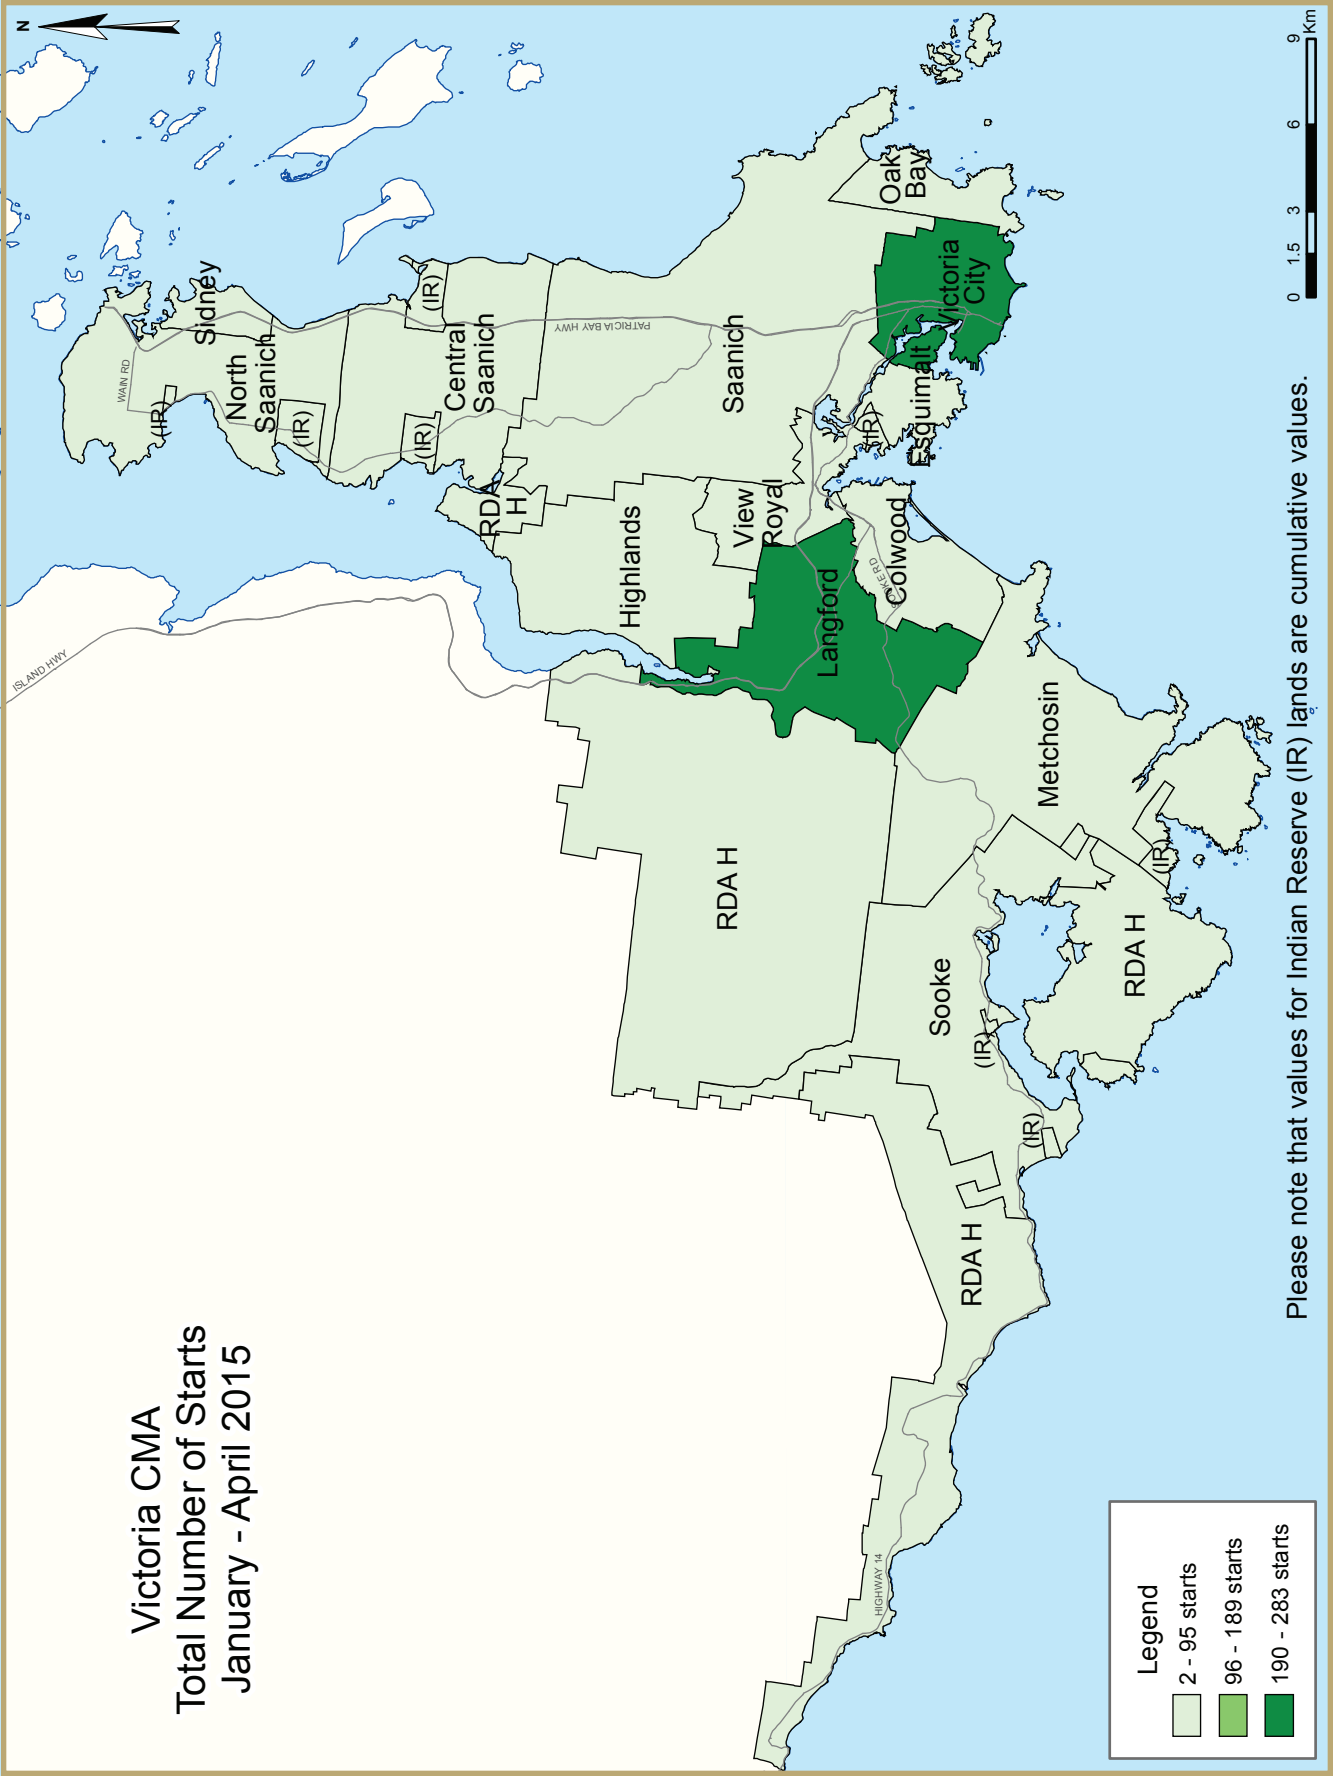 Victoria CMA
Total Number of Starts
January - April 2015
N
ISLAND HWY
WAIN RD
(IR)
Sidney
North
Saanich
(IR)
(IR)
(IR)
Central
Saanich
PATRICIA BAY HWY
RDA
H
Highlands
Saanich
View
Royal
Oak
Bay
Victoria
City
Esquimalt
(IR)
Langford
Colwood
SOOKE RD
RDA H
Metchosin
(IR)
Sooke
(IR)
(IR)
RDA H
RDA H
HIGHWAY 14
Legend
2 - 95 starts
96 - 189 starts
190 - 283 starts
Please note that values for Indian Reserve (IR) lands are cumulative values.
0 1.5 3 6 9
Km